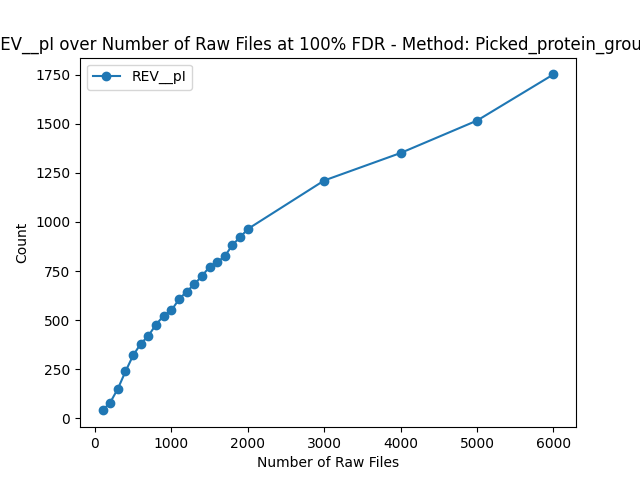 EV__pI over Number of Raw Files at 100% FDR - Method: Picked_protein_grou
REV__pI
1750
1500
1250
1000
750
500
250
0
Count
0 1000 2000 3000 4000 5000 6000
Number of Raw Files